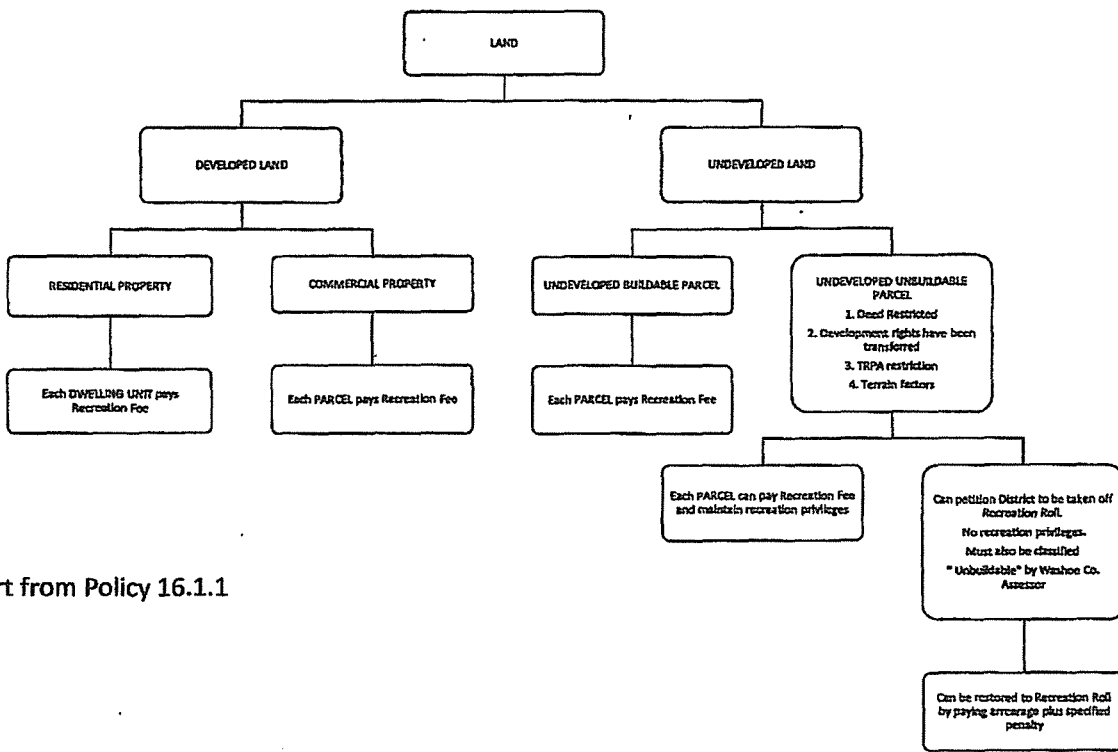 LAND
DEVELOPED LAND
UNDEVELOPED LAND
RESIDENTIAL PROPERTY
COMMERCIAL PROPERTY
UNDEVELOPED BUILDABLE PARCEL
UNDEVELOPED UNBUILDABLE
PARCEL
1. Deed Restricted
2. Development rights have been
transferred
3. TRPA restriction
4. Terrain factors
Each DWELLING UNIT pays
Recreation Fee
Each PARCEL pays Recreation Fee
Each PARCEL pays Recreation Fee
Each PARCEL can pay Recreation Fee
and maintain recreation privileges
Can petition District to be taken off
Recreation Roll.
No recreation privileges.
Must also be classified
"Unbuildable" by Washoe Co.
Assessor
rt from Policy 16.1.1
Can be restored to Recreation Roll
by paying arrearage plus specified
penalty